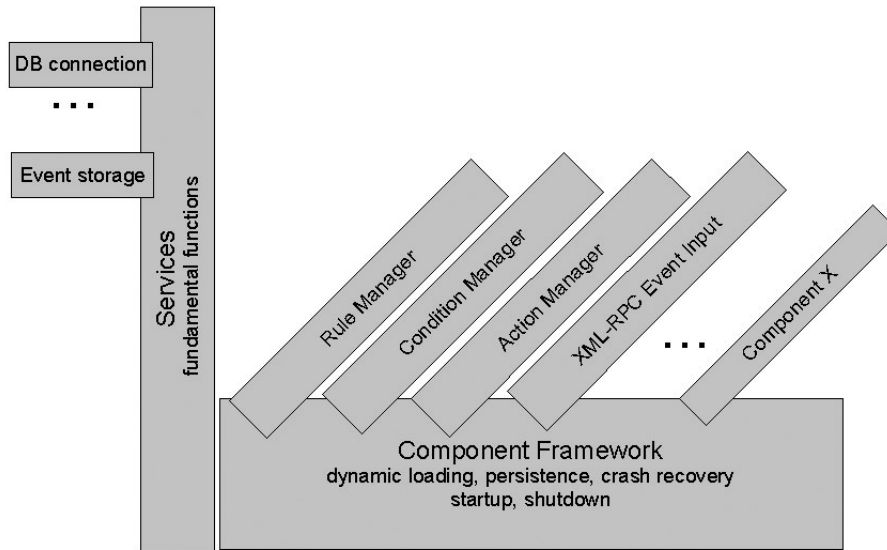 DB connection
...
Event storage
Services
fundamental functions
Rule Manager
Condition Manager
Action Manager
XML-RPC Event Input
...
Component X
Component Framework
dynamic loading, persistence, crash recovery
startup, shutdown